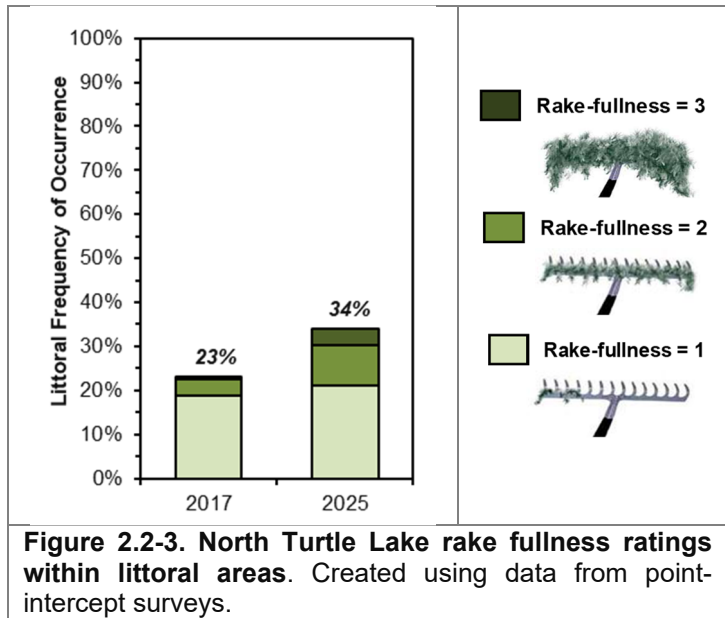 Littoral Frequency of Occurrence
100%
90%
80%
70%
60%
50%
40%
30%
20%
10%
0%
23%
34%
2017
2025
Rake-fullness = 3
Rake-fullness = 2
Rake-fullness = 1
Figure 2.2-3. North Turtle Lake rake fullness ratings
within littoral areas. Created using data from point-
intercept surveys.